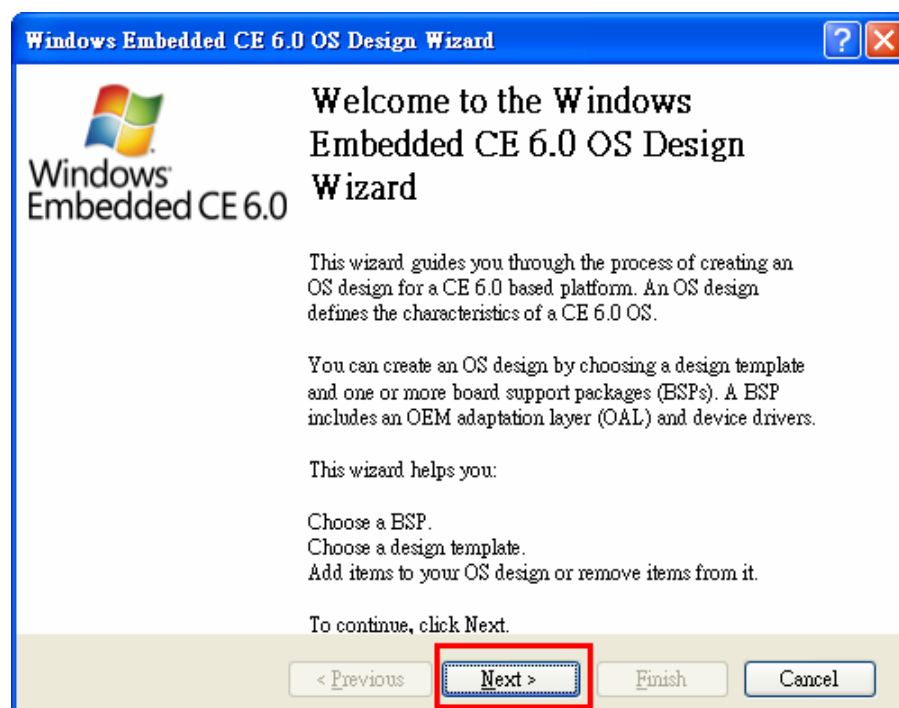 Windows Embedded CE 6.0 OS Design Wizard
Windows
Embedded CE 6.0
Welcome to the Windows
Embedded CE 6.0 OS Design
Wizard
This wizard guides you through the process of creating an
OS design for a CE 6.0 based platform. An OS design
defines the characteristics of a CE 6.0 OS.
You can create an OS design by choosing a design template
and one or more board support packages (BSPs). A BSP
includes an OEM adaptation layer (OAL) and device drivers.
This wizard helps you:
Choose a BSP.
Choose a design template.
Add items to your OS design or remove items from it.
To continue, click Next.
< Previous Next > Finish Cancel